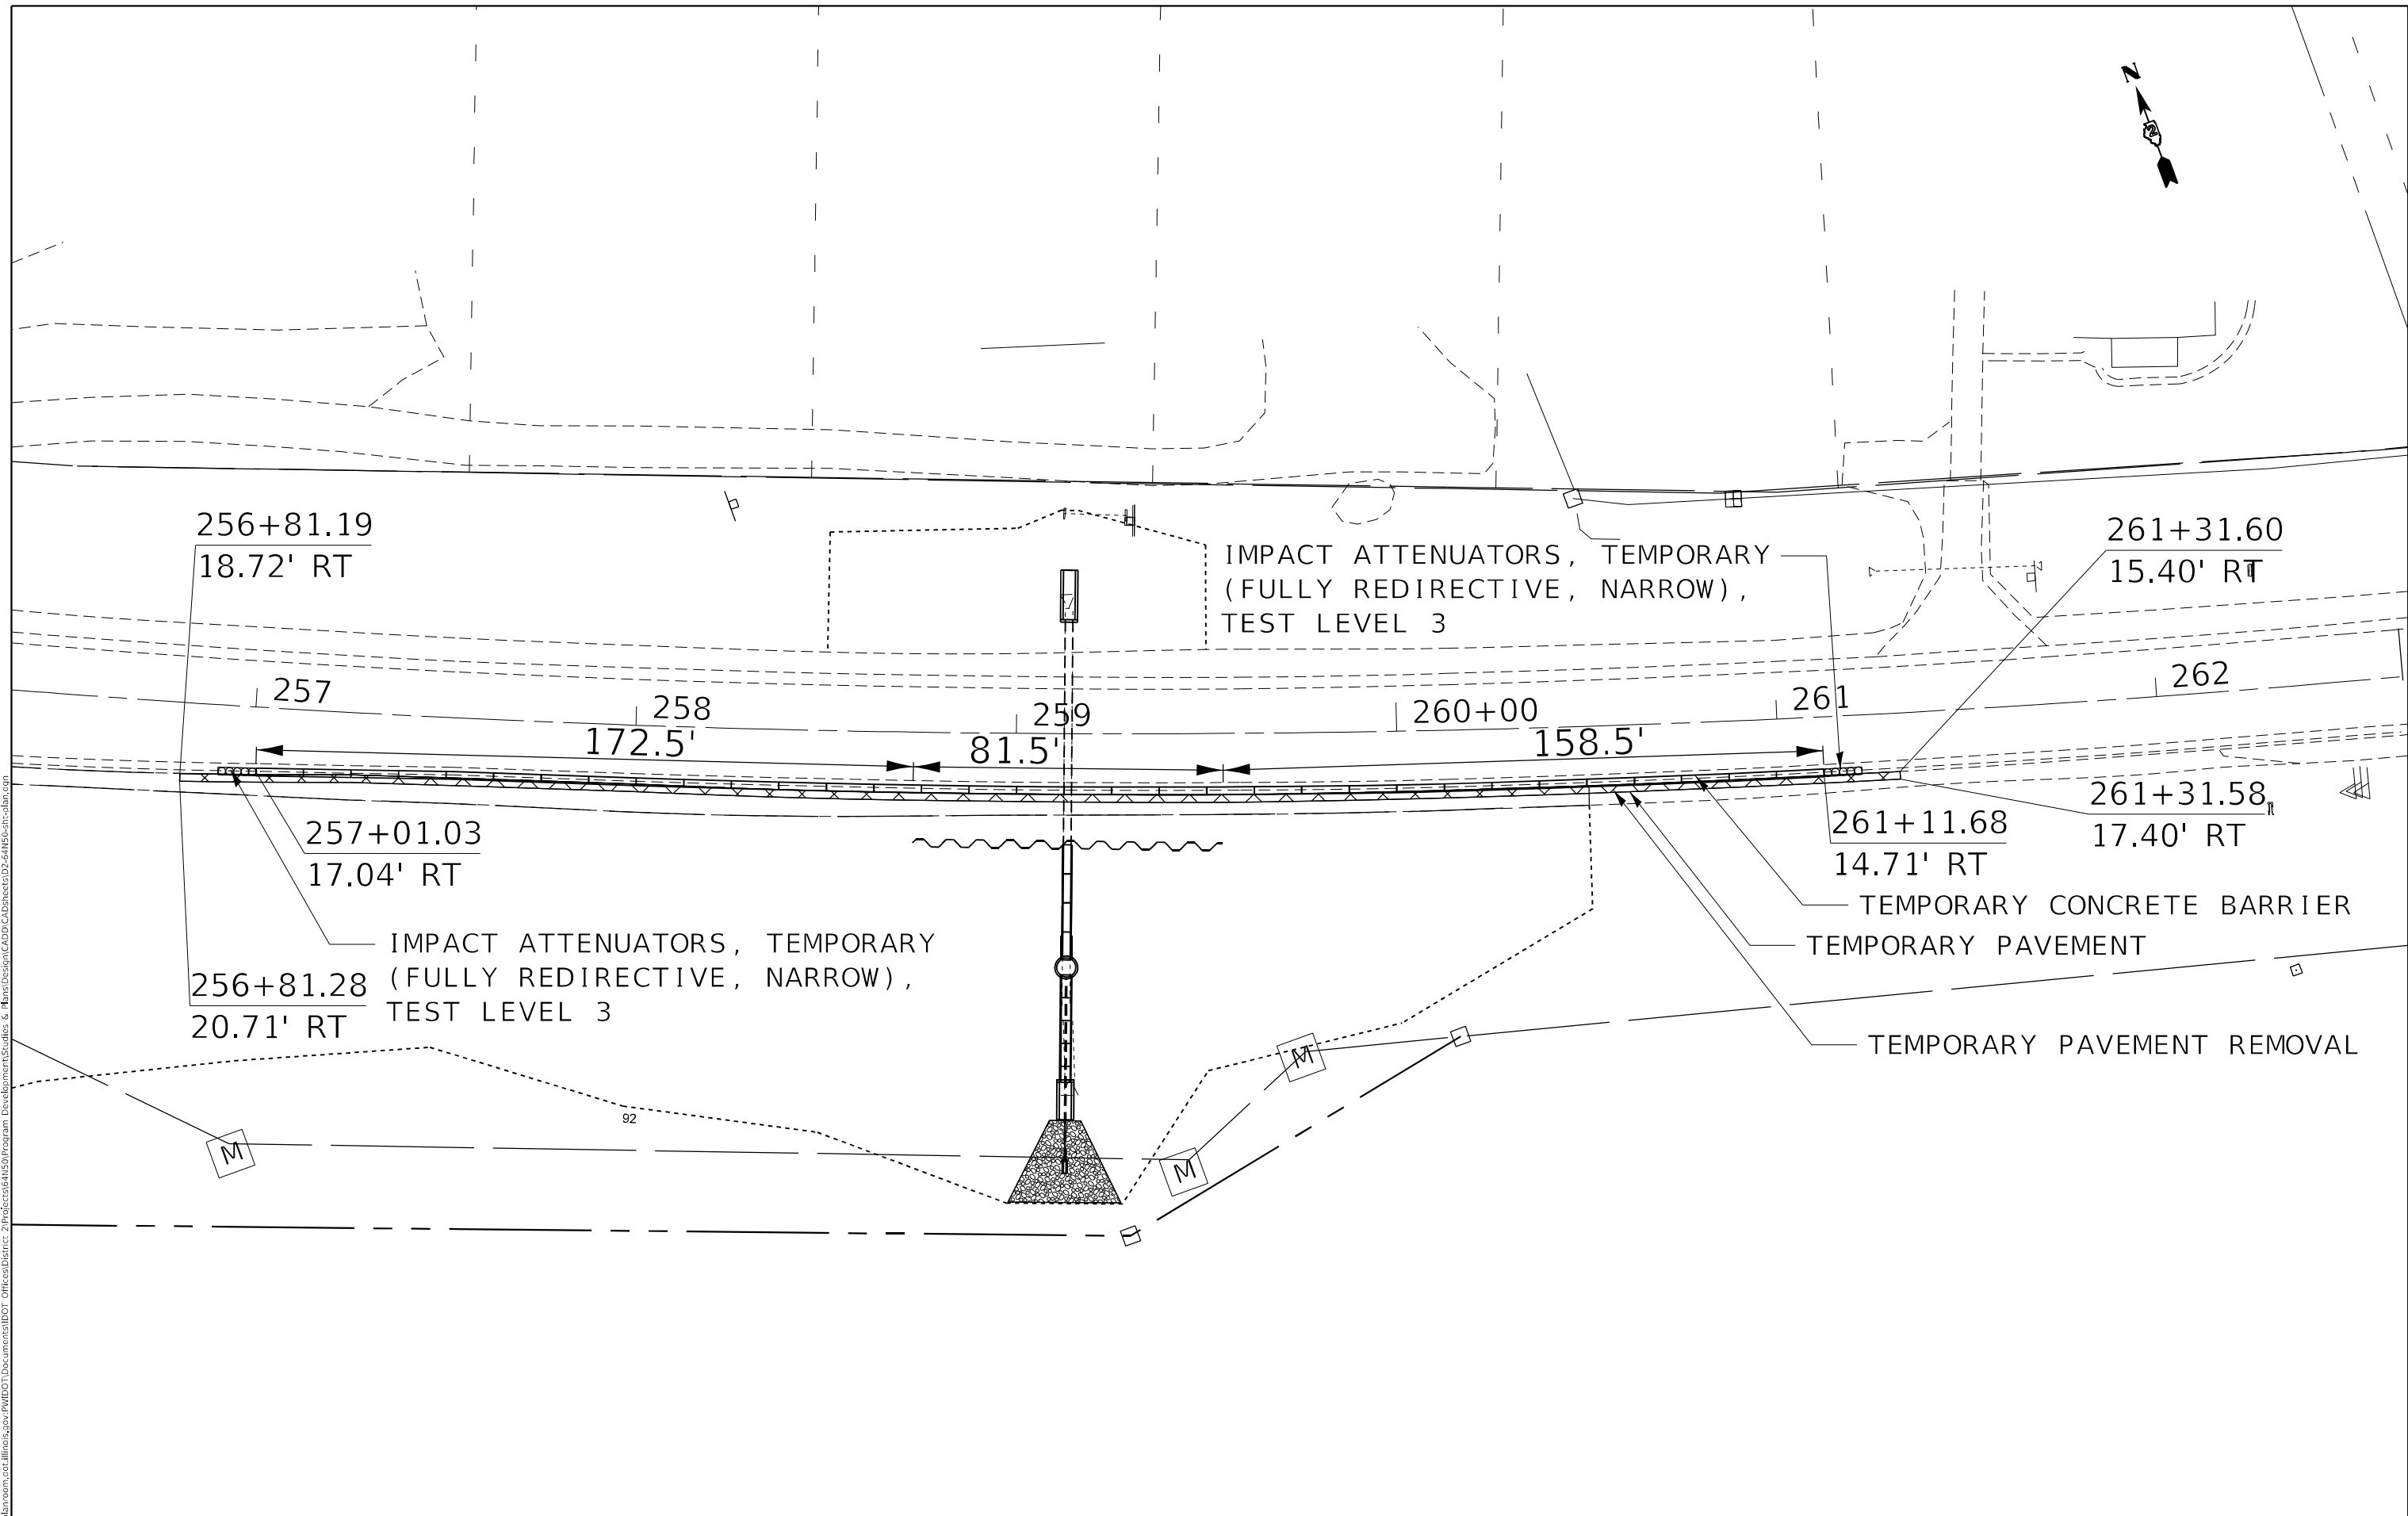 N
2
256+81.19
18.72' RT
IMPACT ATTENUATORS, TEMPORARY
(FULLY REDIRECTIVE, NARROW),
TEST LEVEL 3
261+31.60
15.40' RT
257
258
259
260+00
261
262
172.5'
81.5'
158.5'
257+01.03
17.04' RT
261+11.68
14.71' RT
261+31.58
17.40' RT
TEMPORARY CONCRETE BARRIER
TEMPORARY PAVEMENT
TEMPORARY PAVEMENT REMOVAL
IMPACT ATTENUATORS, TEMPORARY
(FULLY REDIRECTIVE, NARROW),
TEST LEVEL 3
256+81.28
20.71' RT
92
M
M
M